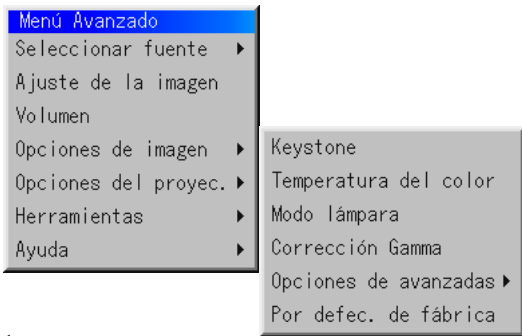 Menú Avanzado
Seleccionar fuente
Ajuste de la imagen
Volumen
Opciones de imagen
Opciones del proyec.
Herramientas
Ayuda
Keystone
Temperatura del color
Modo lámpara
Corrección Gamma
Opciones de avanzadas
Por defec. de fábrica